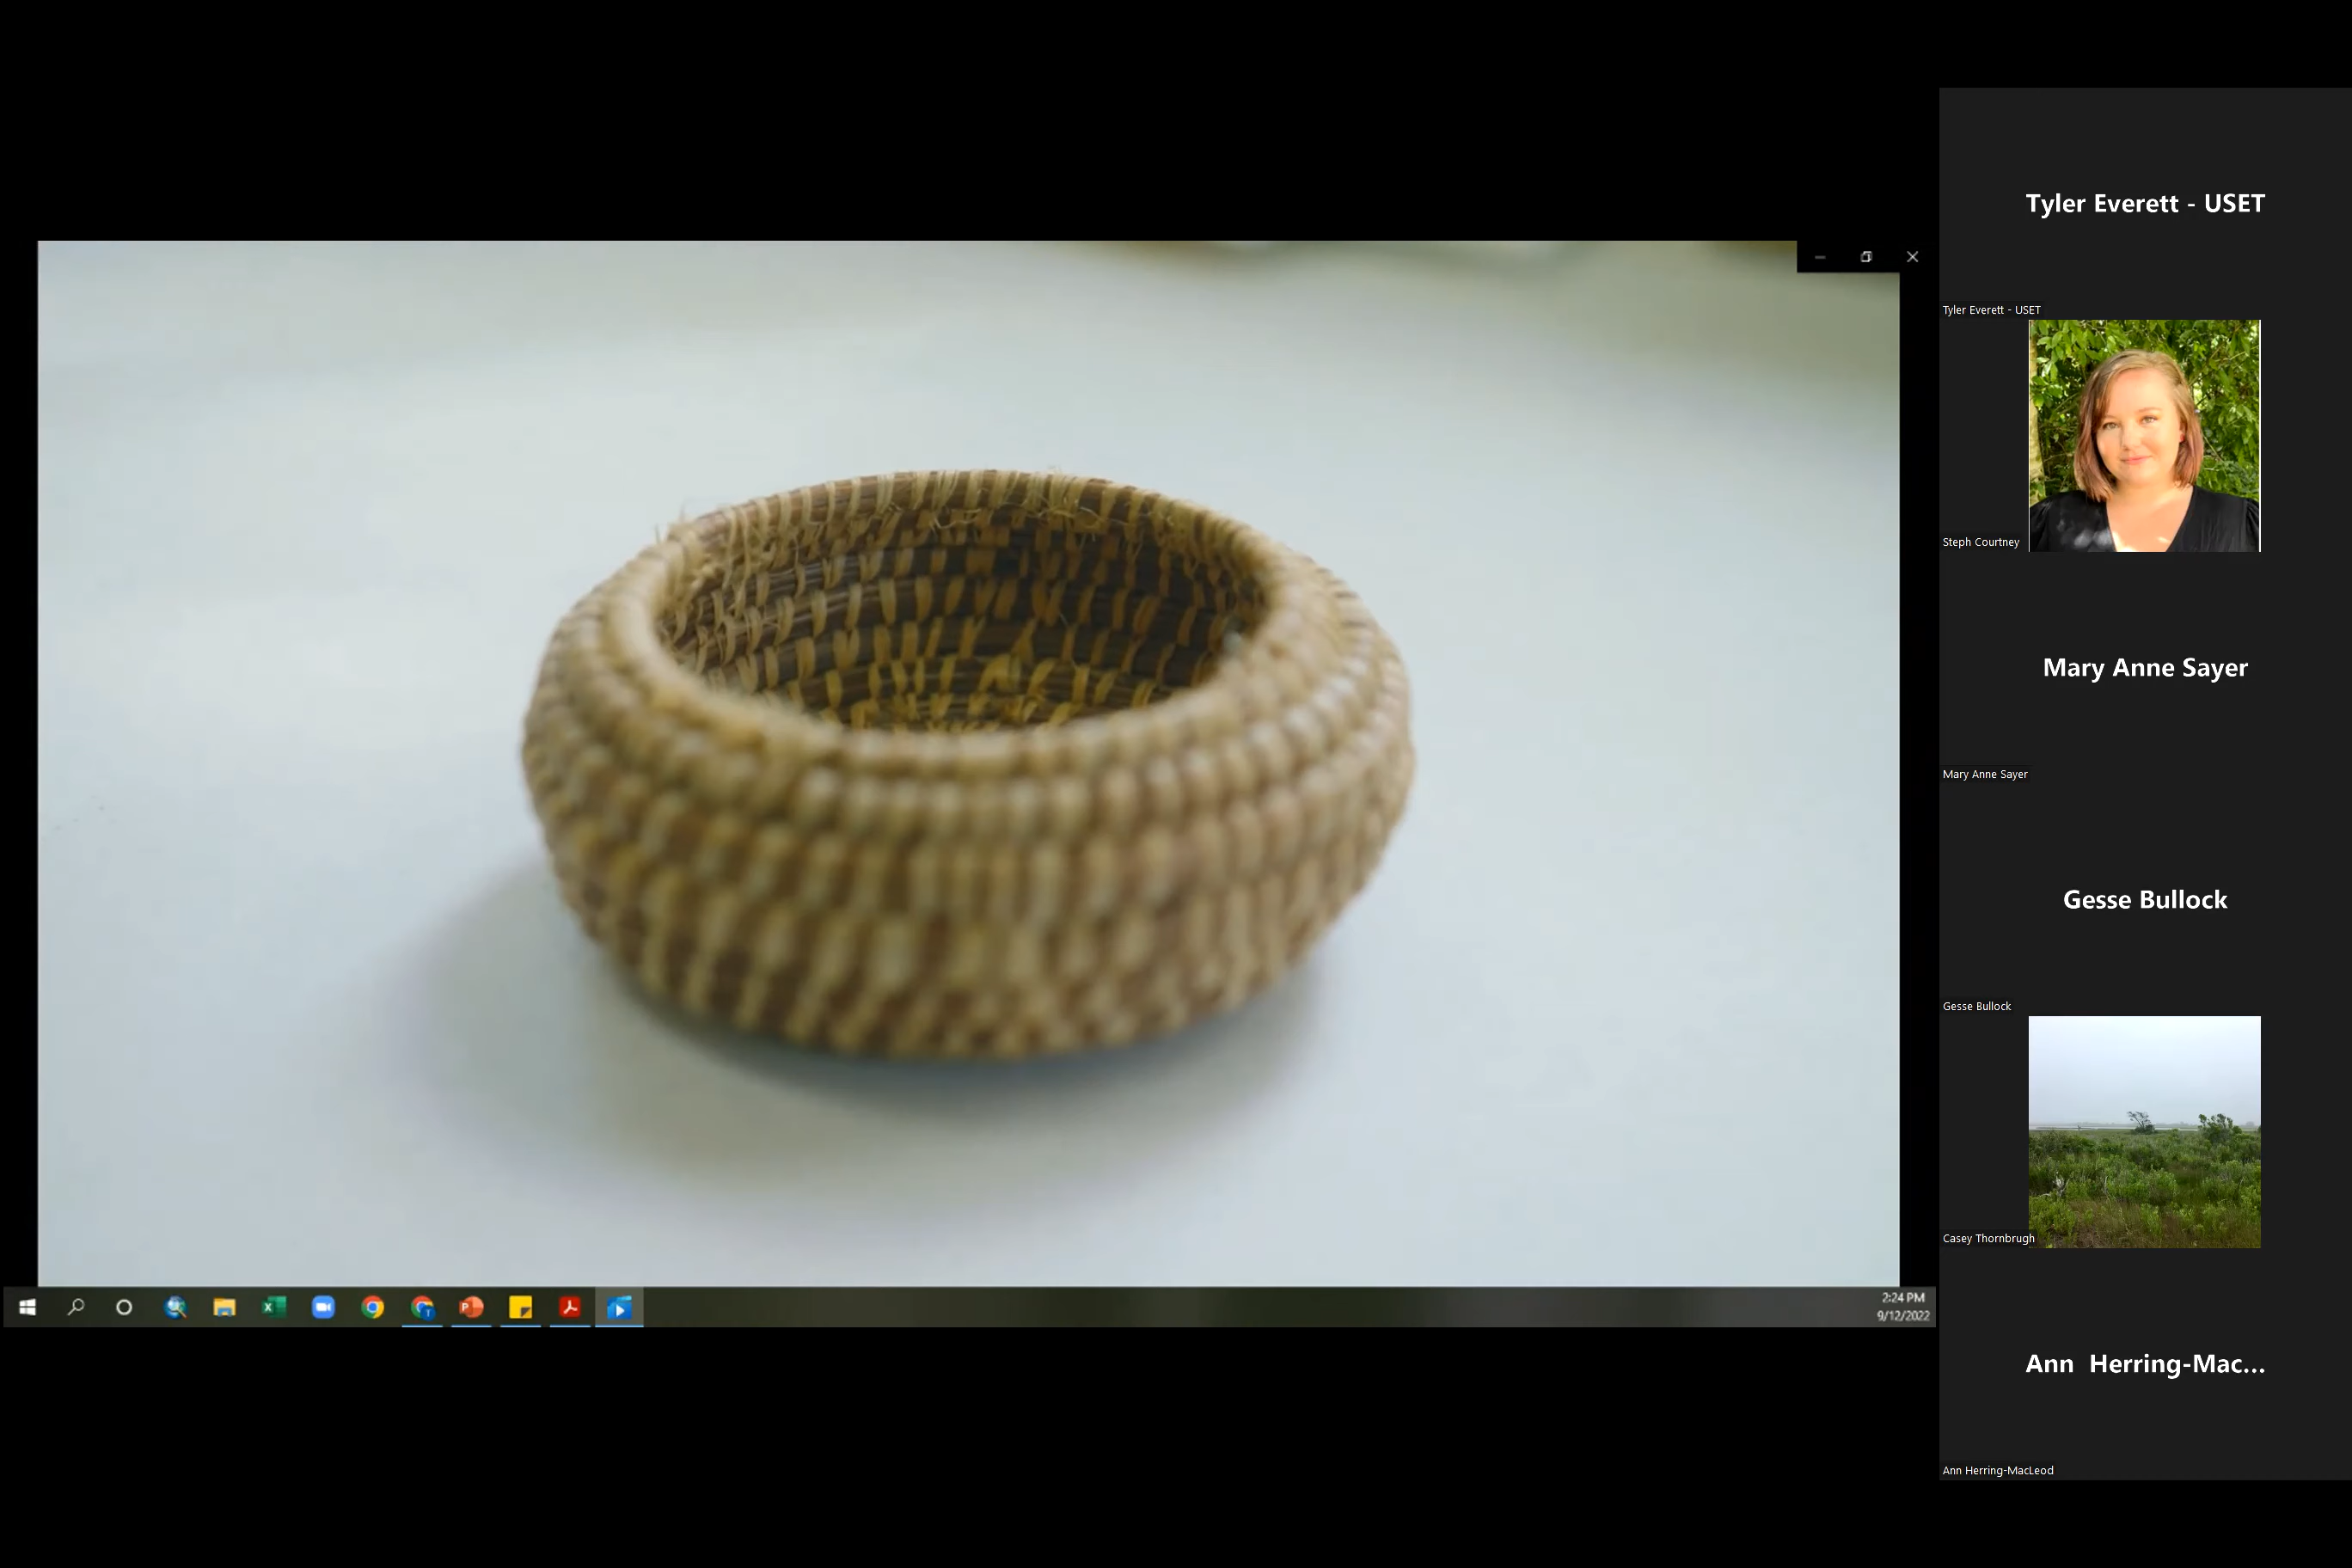 Tyler Everett - USET
Tyler Everett - USET
Steph Courtney
Mary Anne Sayer
Mary Anne Sayer
Gesse Bullock
Gesse Bullock
Casey Thornbrugh
Ann Herring-Mac...
Ann Herring-MacLeod
2:24 PM
9/12/2022